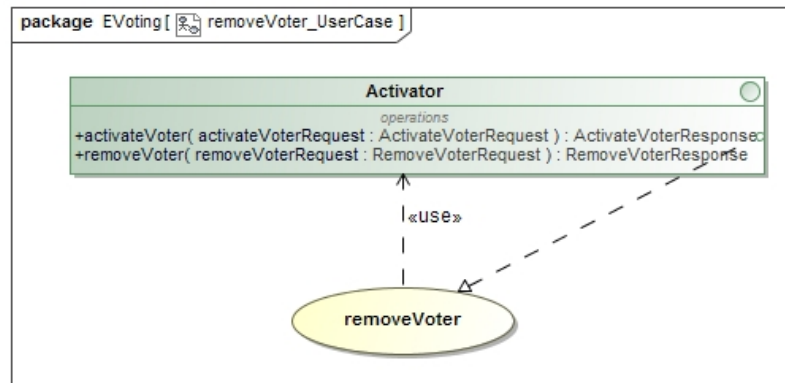 package EVoting [ removeVoter_UserCase ]
Activator
operations
+activateVoter( activateVoterRequest : ActivateVoterRequest ) : ActivateVoterResponse
+removeVoter( removeVoterRequest : RemoveVoterRequest ) : RemoveVoterResponse
«use»
removeVoter